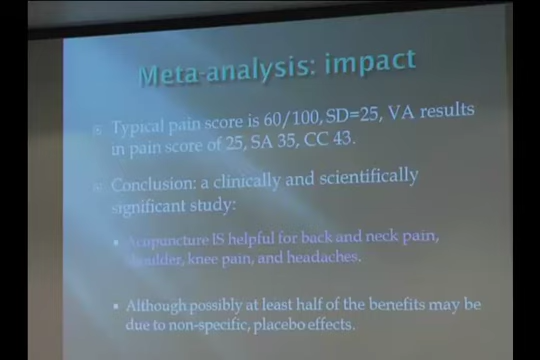 Meta-analysis: impact
Typical pain score is 60/100, SD=25, VA results
in pain score of 25, SA 35, CC 43.
Conclusion: a clinically and scientifically
significant study:
Acupuncture IS helpful for back and neck pain,
shoulder, knee pain, and headaches.
Although possibly at least half of the benefits may be
due to non-specific, placebo effects.